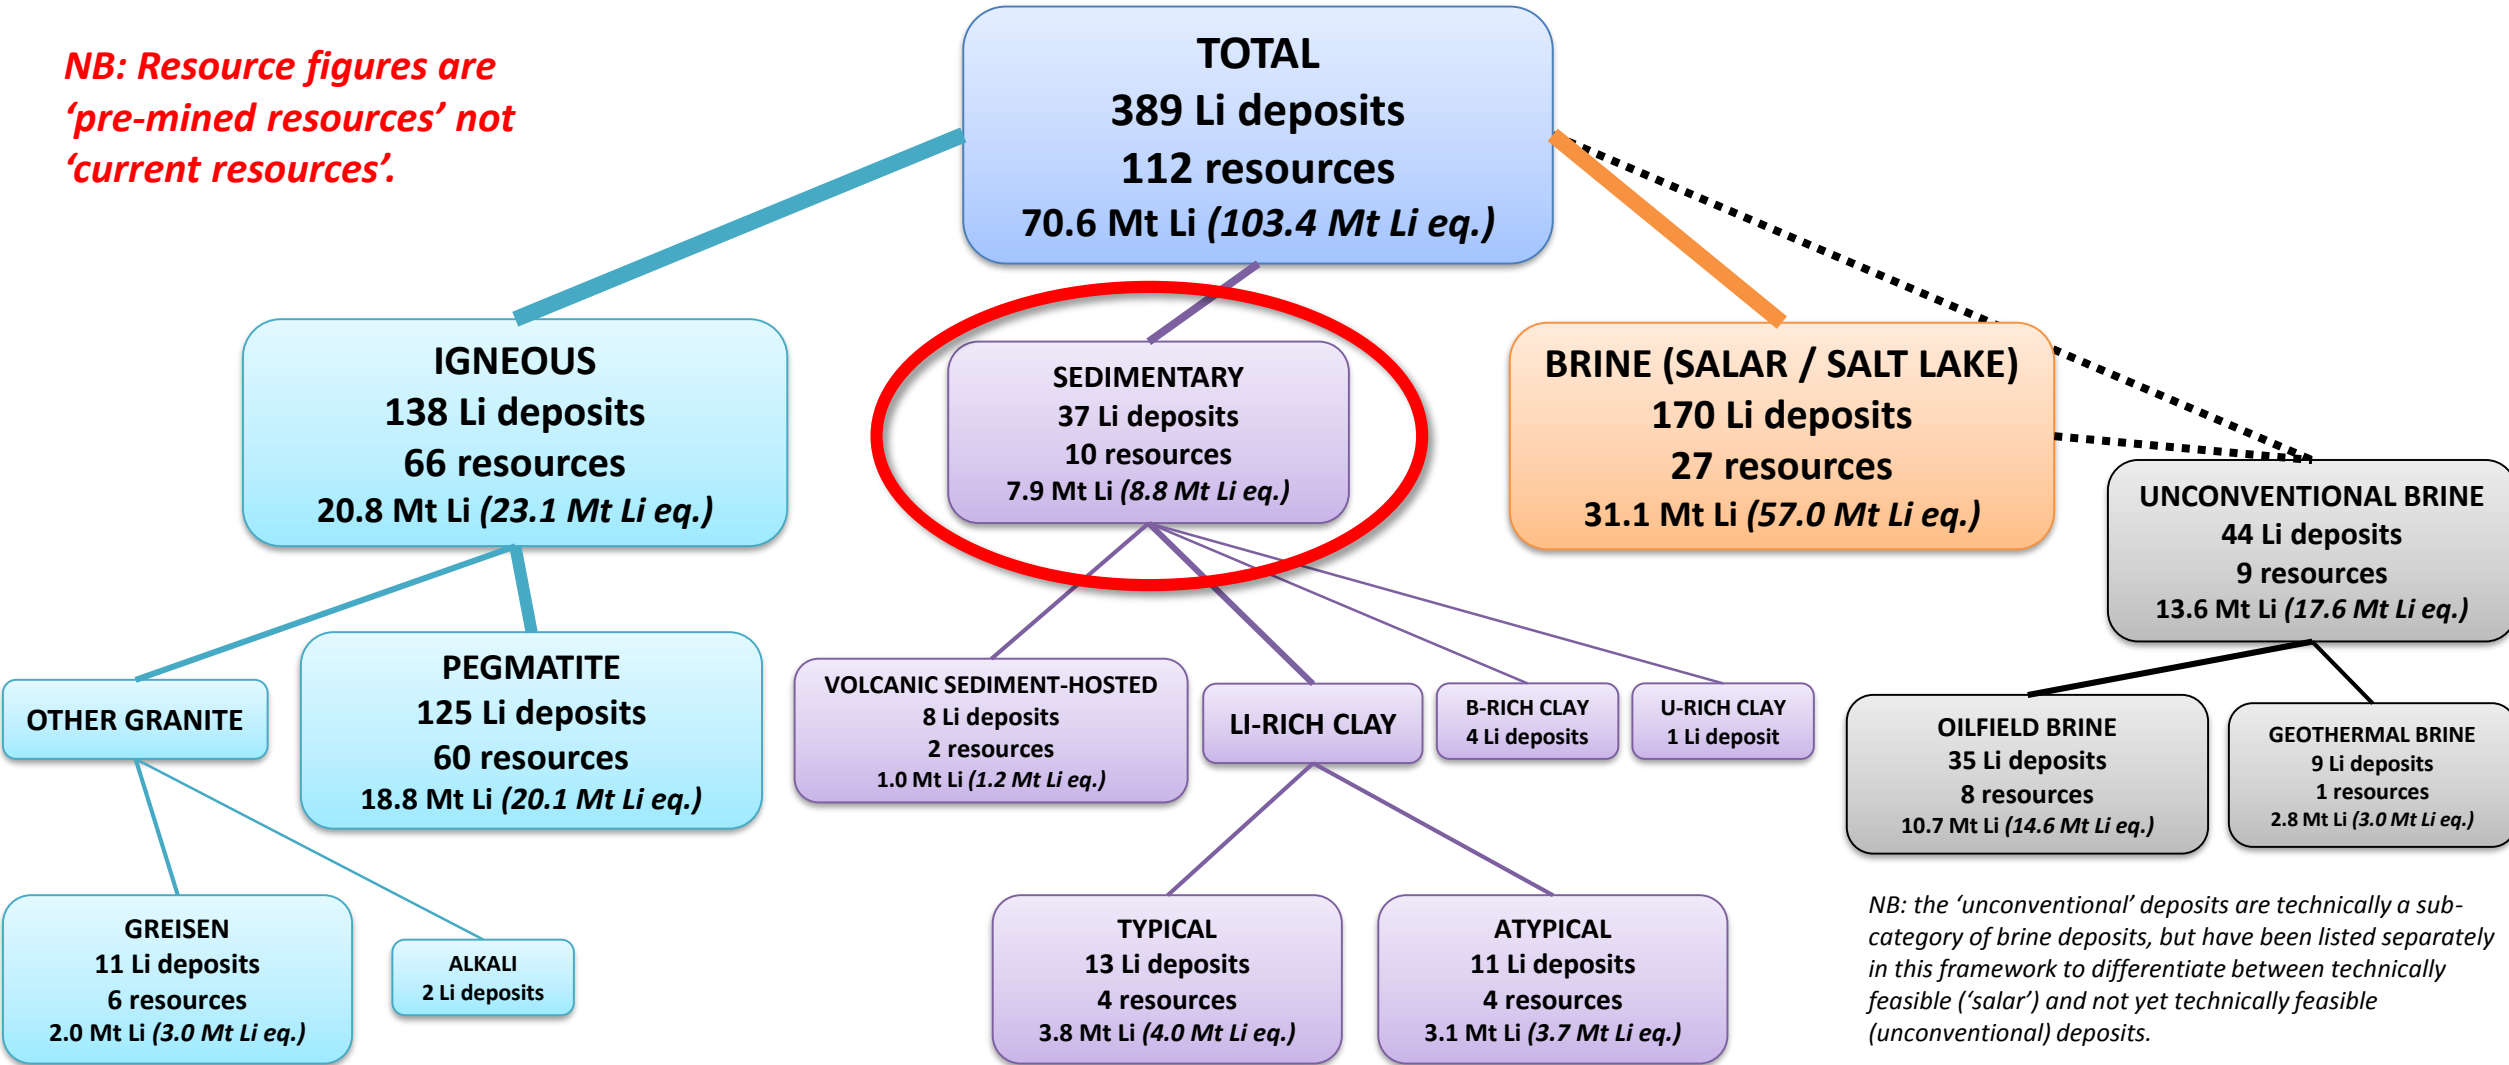 NB: Resource figures are
‘pre-mined resources’ not
‘current resources’.
TOTAL
389 Li deposits
112 resources
70.6 Mt Li (103.4 Mt Li eq.)
IGNEOUS
138 Li deposits
66 resources
20.8 Mt Li (23.1 Mt Li eq.)
SEDIMENTARY
37 Li deposits
10 resources
7.9 Mt Li (8.8 Mt Li eq.)
BRINE (SALAR / SALT LAKE)
170 Li deposits
27 resources
31.1 Mt Li (57.0 Mt Li eq.)
UNCONVENTIONAL BRINE
44 Li deposits
9 resources
13.6 Mt Li (17.6 Mt Li eq.)
OTHER GRANITE
PEGMATITE
125 Li deposits
60 resources
18.8 Mt Li (20.1 Mt Li eq.)
VOLCANIC SEDIMENT-HOSTED
8 Li deposits
2 resources
1.0 Mt Li (1.2 Mt Li eq.)
LI-RICH CLAY
B-RICH CLAY
4 Li deposits
U-RICH CLAY
1 Li deposit
OILFIELD BRINE
35 Li deposits
8 resources
10.7 Mt Li (14.6 Mt Li eq.)
GEOTHERMAL BRINE
9 Li deposits
1 resources
2.8 Mt Li (3.0 Mt Li eq.)
GREISEN
11 Li deposits
6 resources
2.0 Mt Li (3.0 Mt Li eq.)
ALKALI
2 Li deposits
TYPICAL
13 Li deposits
4 resources
3.8 Mt Li (4.0 Mt Li eq.)
ATYPICAL
11 Li deposits
4 resources
3.1 Mt Li (3.7 Mt Li eq.)
NB: the ‘unconventional’ deposits are technically a sub-
category of brine deposits, but have been listed separately
in this framework to differentiate between technically
feasible (‘salar’) and not yet technically feasible
(unconventional) deposits.